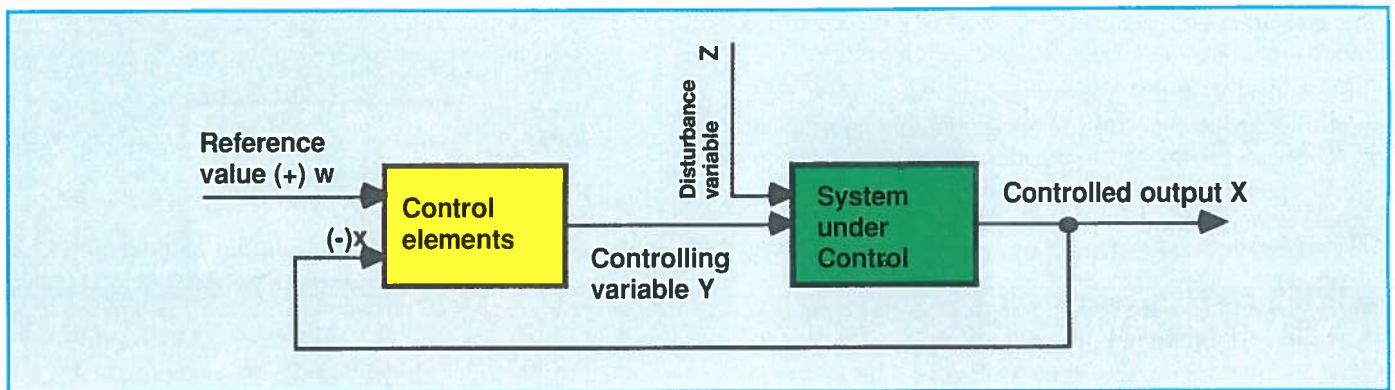 Reference
value (+) w
(-)x
Control
elements
Controlling
variable Y
Disturbance
variable
Z
System
under
Control
Controlled output X